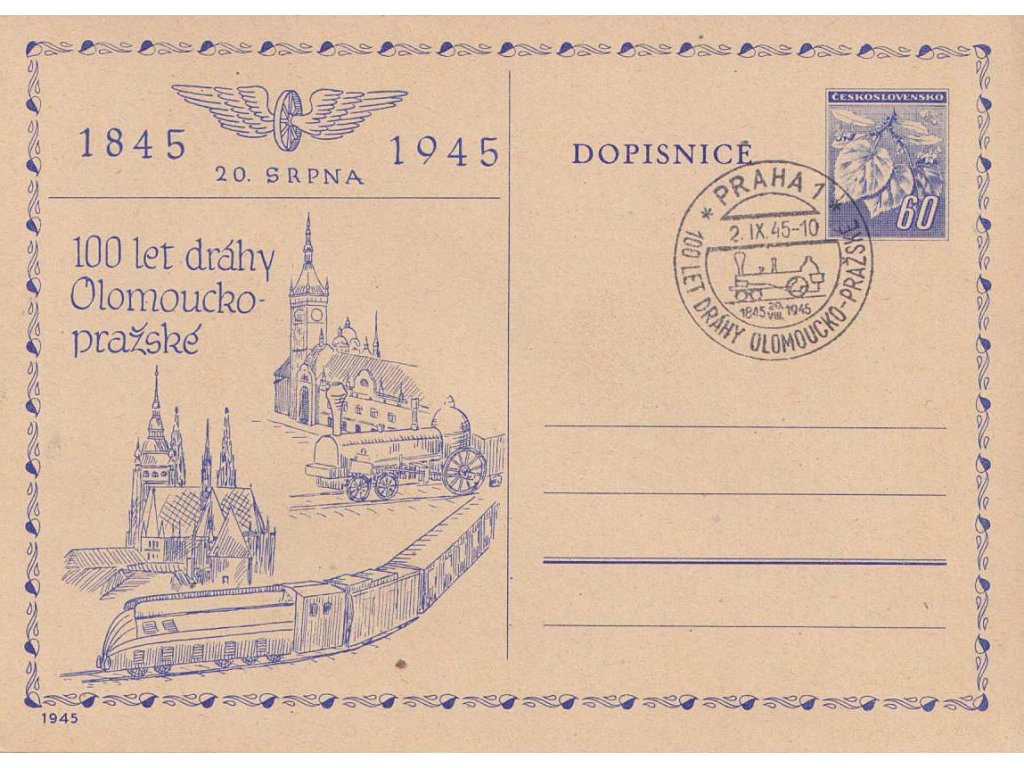 1845 1945
20. SRPNA
100 let dráhy
Olomoucko-
pražské
1945
DOPISNICE
ČESKOSLOVENSKO
60
* PRAHA 1 *
2. IX. 45-10
1845 20. VIII. 1945
100 LET DRÁHY OLOMOUCKO-PRAŽSKÉ